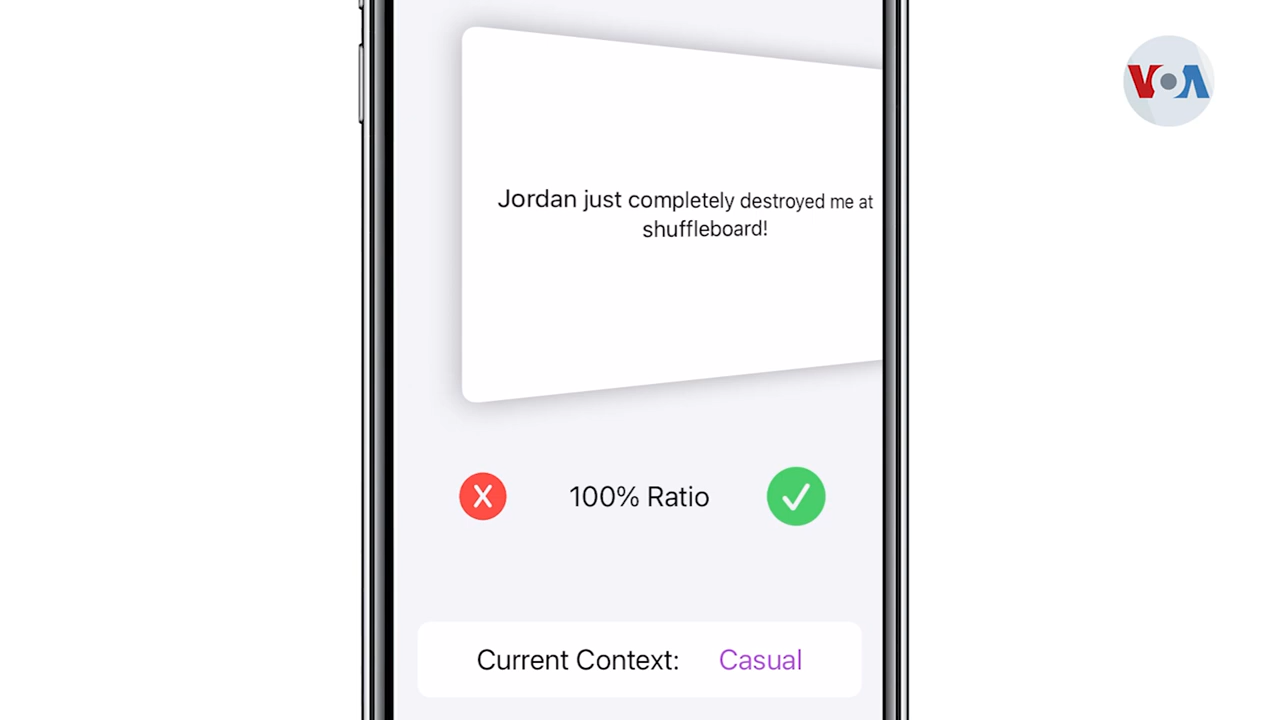 VOA
Jordan just completely destroyed me at
shuffleboard!
100% Ratio
Current Context: Casual